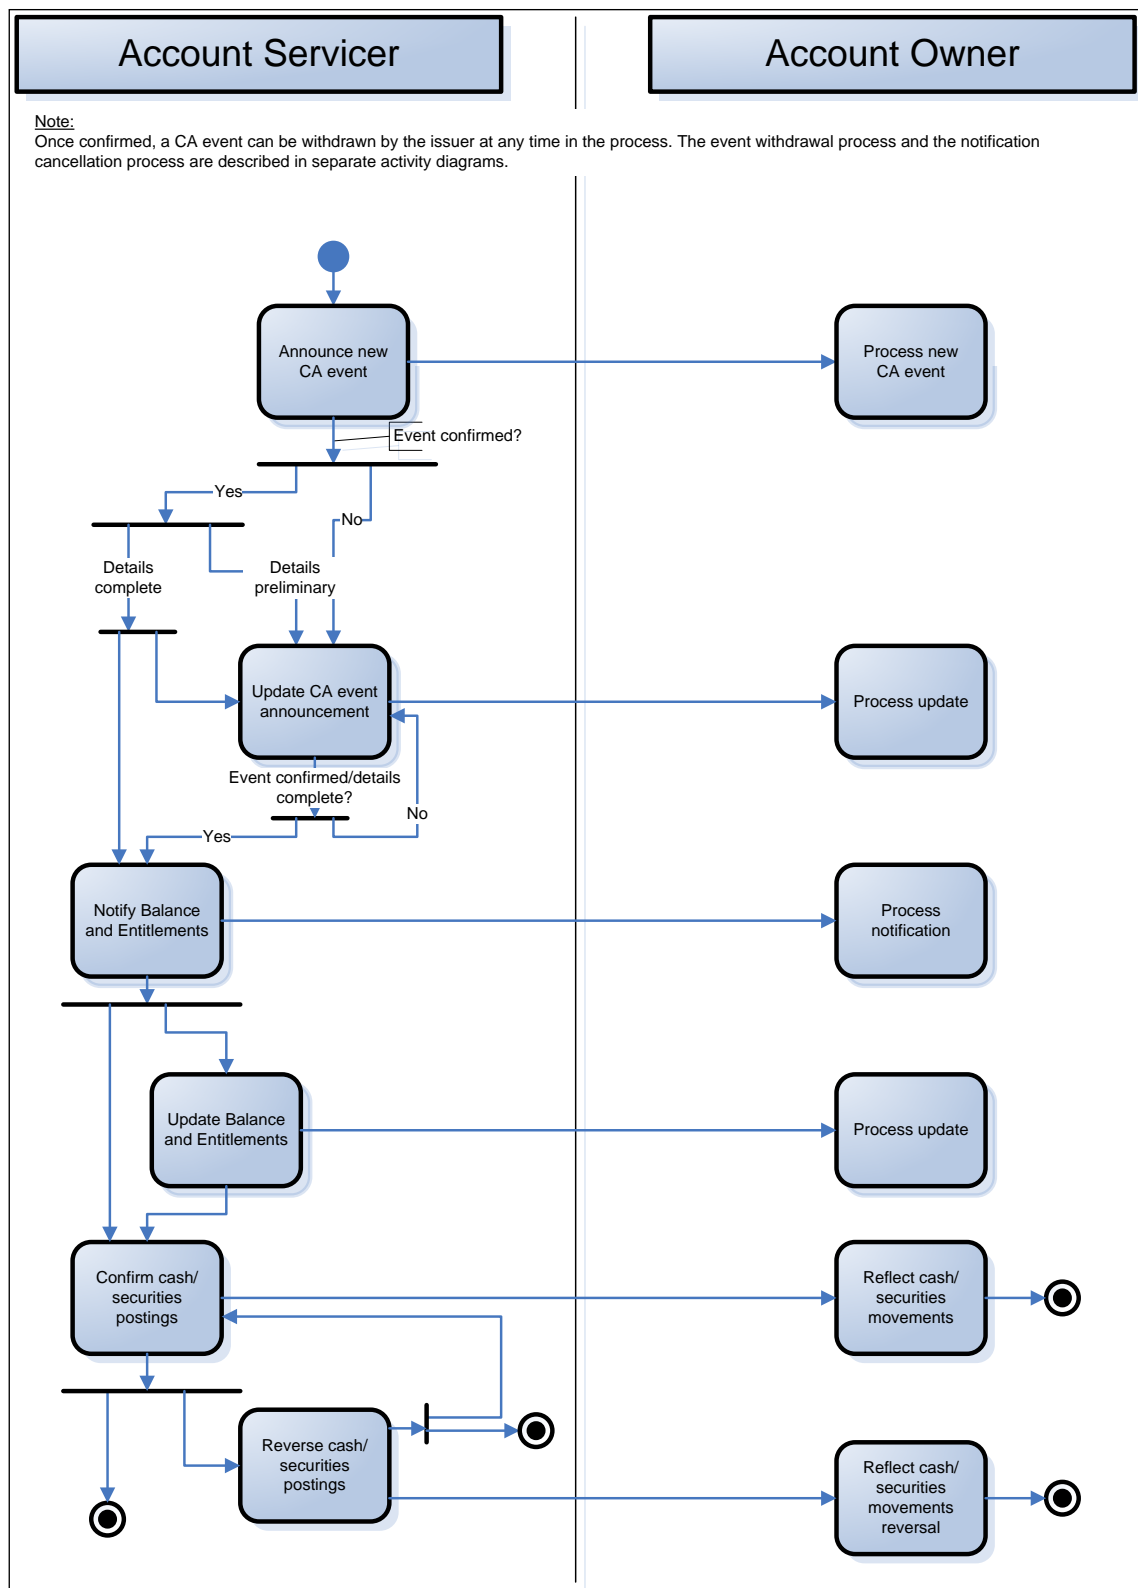 Account Servicer
Account Owner
Note:
Once confirmed, a CA event can be withdrawn by the issuer at any time in the process. The event withdrawal process and the notification
cancellation process are described in separate activity diagrams.
Announce new
CA event
Process new
CA event
Event confirmed?
Yes
No
Details
complete
Details
preliminary
Update CA event
announcement
Process update
Event confirmed/details
complete?
No
Yes
Notify Balance
and Entitlements
Process
notification
Update Balance
and Entitlements
Process update
Confirm cash/
securities
postings
Reflect cash/
securities
movements
Reverse cash/
securities
postings
Reflect cash/
securities
movements
reversal